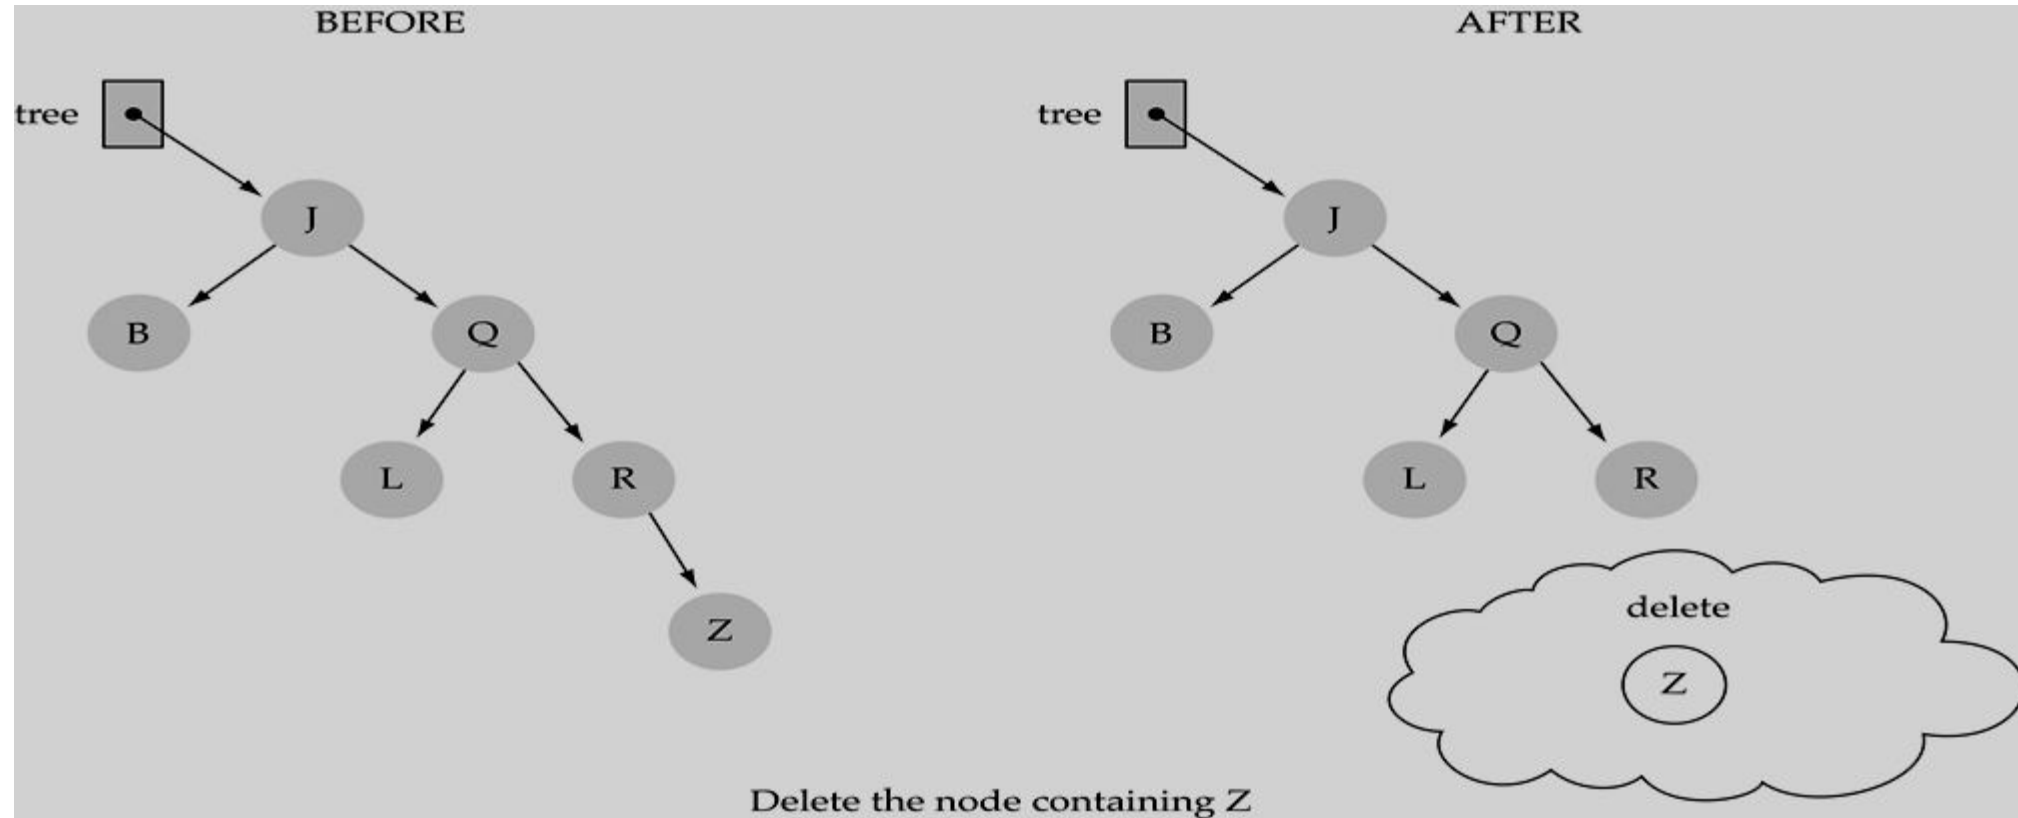 BEFORE AFTER
tree tree
J J
B Q B Q
L R L R
delete
Z Z
Delete the node containing Z